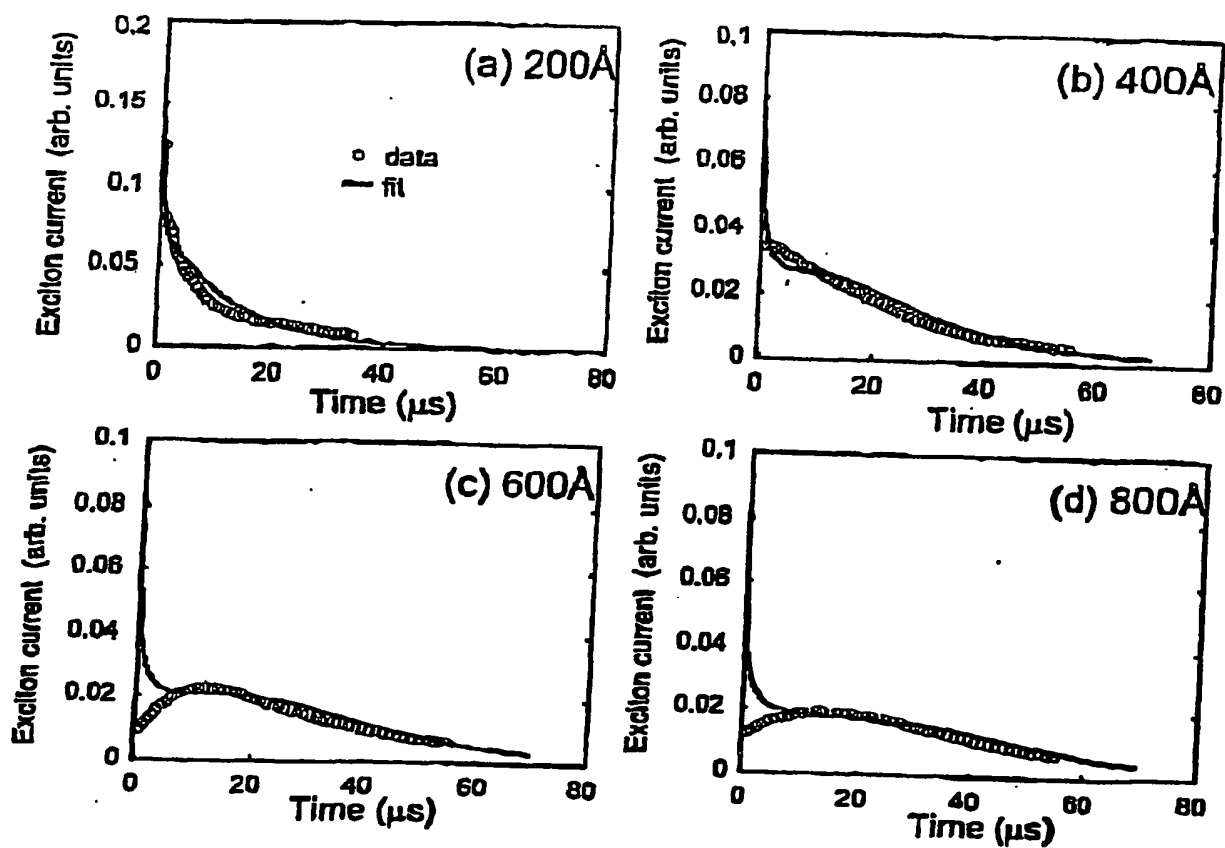 (a) 200Å
Exciton current (arb. units)
0.2
0.15
0.1
0.05
0
data
fit
0 20 40 60 80
Time (μs)
(b) 400Å
Exciton current (arb. units)
0.1
0.08
0.06
0.04
0.02
0
0 20 40 60 80
Time (μs)
(c) 600Å
Exciton current (arb. units)
0.1
0.08
0.06
0.04
0.02
0
0 20 40 60 80
Time (μs)
(d) 800Å
Exciton current (arb. units)
0.1
0.08
0.06
0.04
0.02
0
0 20 40 60 80
Time (μs)